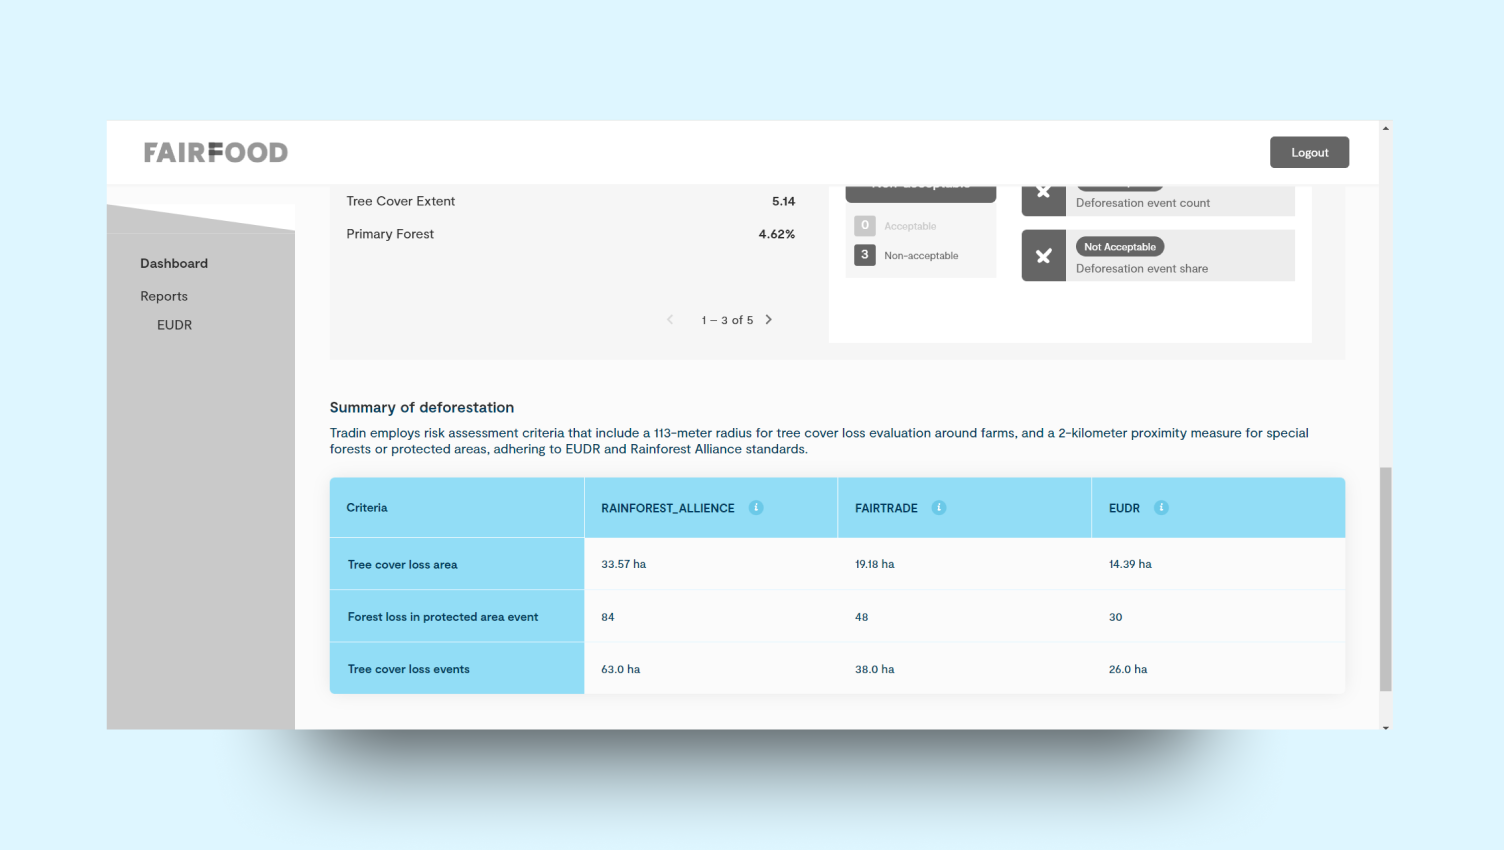 FAIRFOOD
Logout
Dashboard
Reports
EUDR
Tree Cover Extent 5.14
Primary Forest 4.62%
1 – 3 of 5
0 Acceptable
3 Non-acceptable
Deforesation event count
Not Acceptable
Deforesation event share
Summary of deforestation
Tradin employs risk assessment criteria that include a 113-meter radius for tree cover loss evaluation around farms, and a 2-kilometer proximity measure for special
forests or protected areas, adhering to EUDR and Rainforest Alliance standards.
Criteria RAINFOREST_ALLIENCE i FAIRTRADE i EUDR i
Tree cover loss area 33.57 ha 19.18 ha 14.39 ha
Forest loss in protected area event 84 48 30
Tree cover loss events 63.0 ha 38.0 ha 26.0 ha